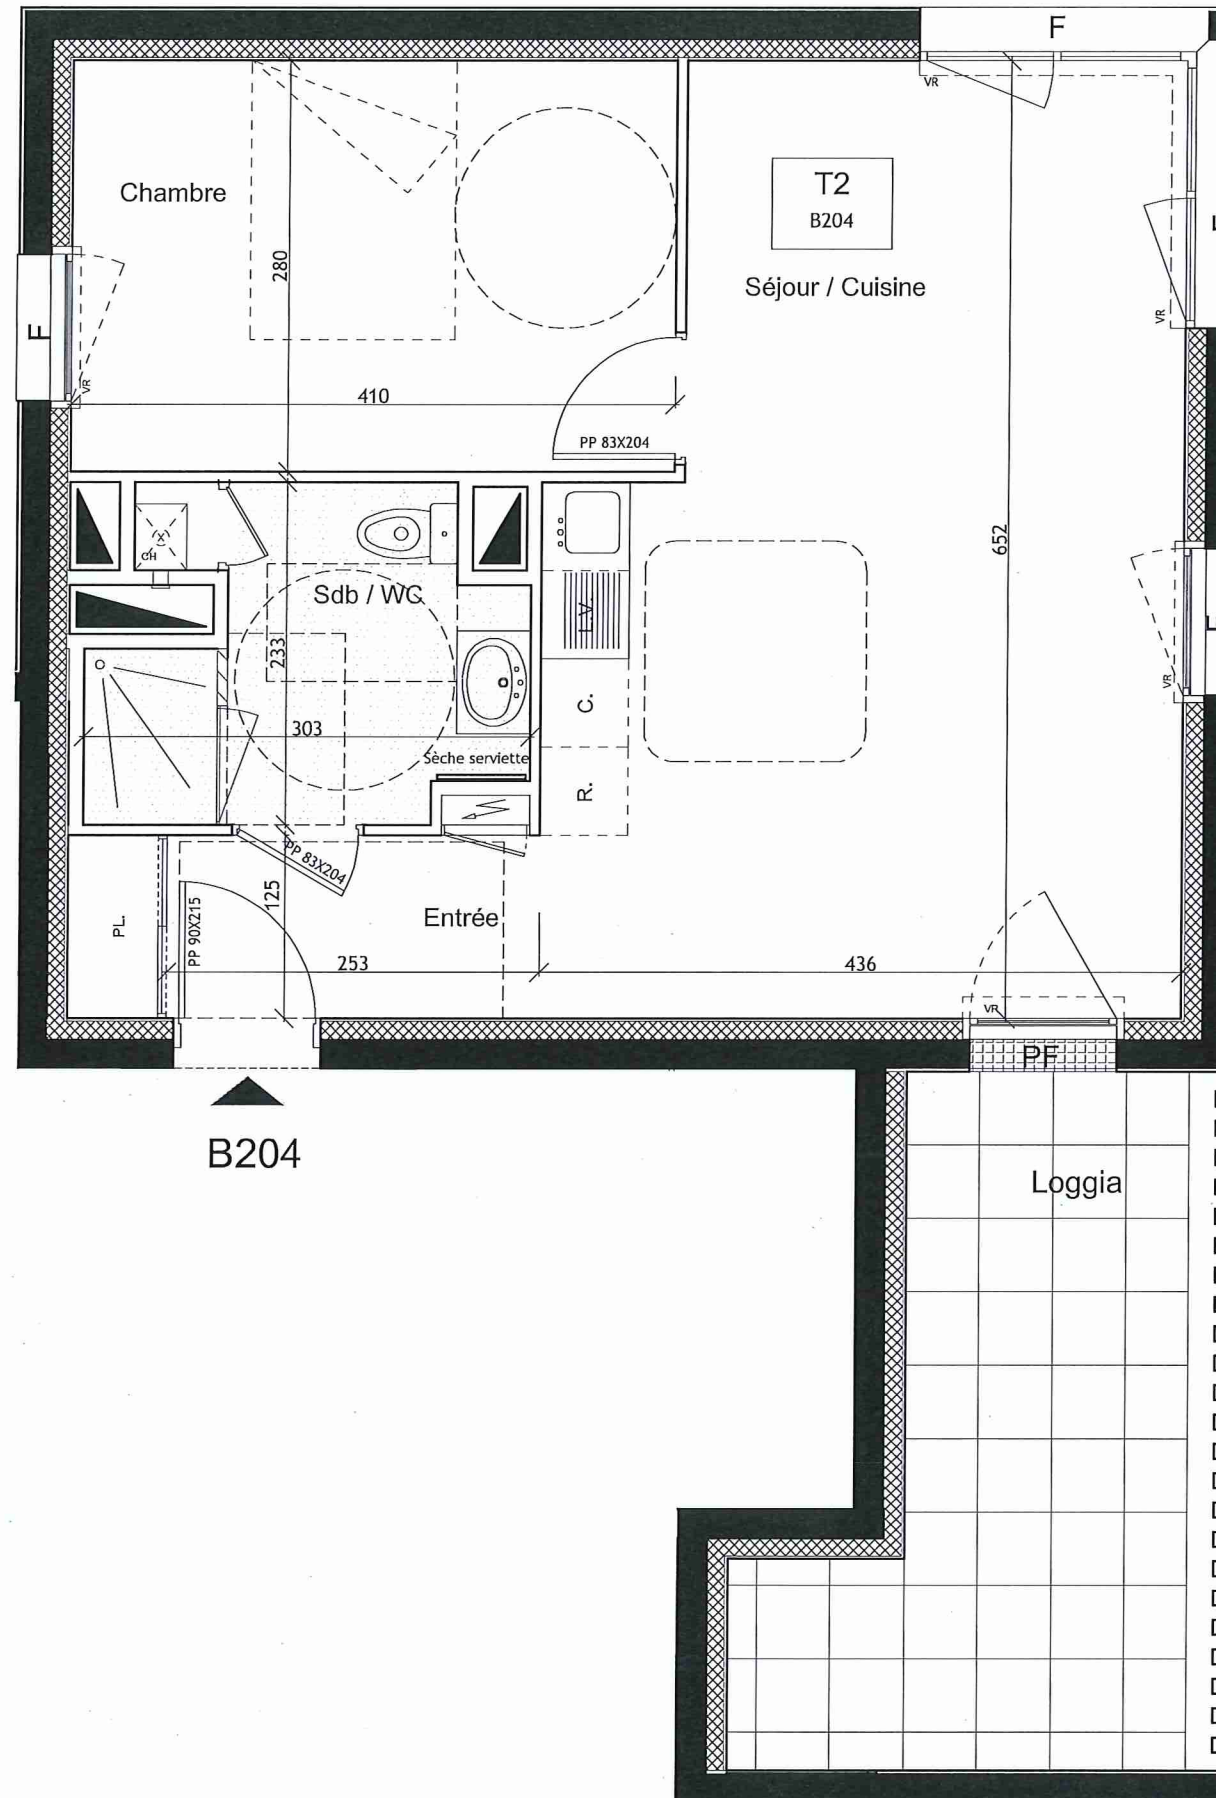 F
VR
T2
B204
Chambre
280
Séjour / Cuisine
F
VR
VR
410
PP 83X204
652
CH
Sdb / WC
L.V.
233
C.
VR
303
Sèche serviette
R.
PP 83X204
125
PL.
PP 90X215
Entrée
253
436
VR
PF
B204
Loggia